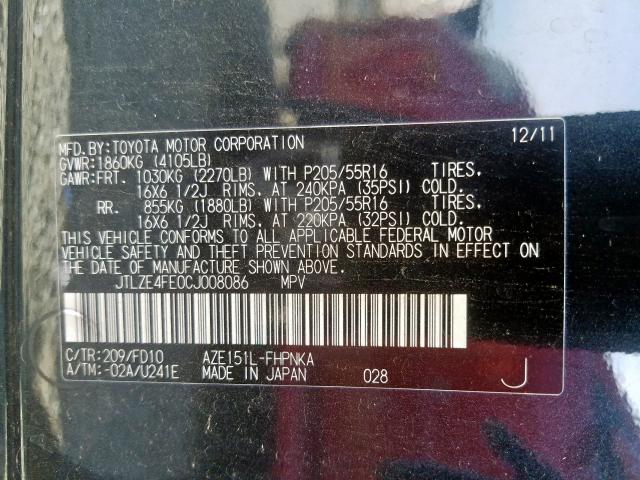 MFD.BY:TOYOTA MOTOR CORPORATION 12/11
GVWR:1860KG (4105LB)
GAWR:FRT. 1030KG (2270LB) WITH P205/55R16 TIRES,
16X6 1/2J RIMS, AT 240KPA (35PSI) COLD.
RR. 855KG (1880LB) WITH P205/55R16 TIRES,
16X6 1/2J RIMS, AT 220KPA (32PSI) COLD.
THIS VEHICLE CONFORMS TO ALL APPLICABLE FEDERAL MOTOR
VEHICLE SAFETY AND THEFT PREVENTION STANDARDS IN EFFECT ON
THE DATE OF MANUFACTURE SHOWN ABOVE.
JTLZE4FE0CJ008086 MPV
C/TR:209/FD10 AZE151L-FHPNKA
A/TM:-02A/U241E MADE IN JAPAN 028 J